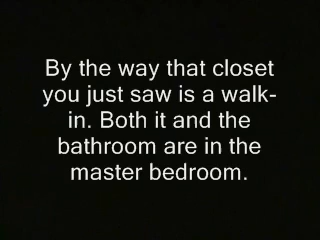 By the way that closet
you just saw is a walk-
in. Both it and the
bathroom are in the
master bedroom.